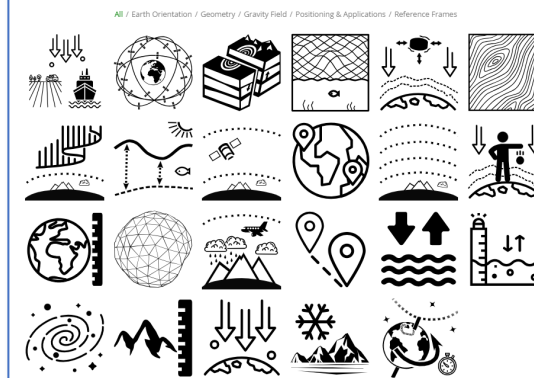 All / Earth Orientation / Geometry / Gravity Field / Positioning & Applications / Reference Frames